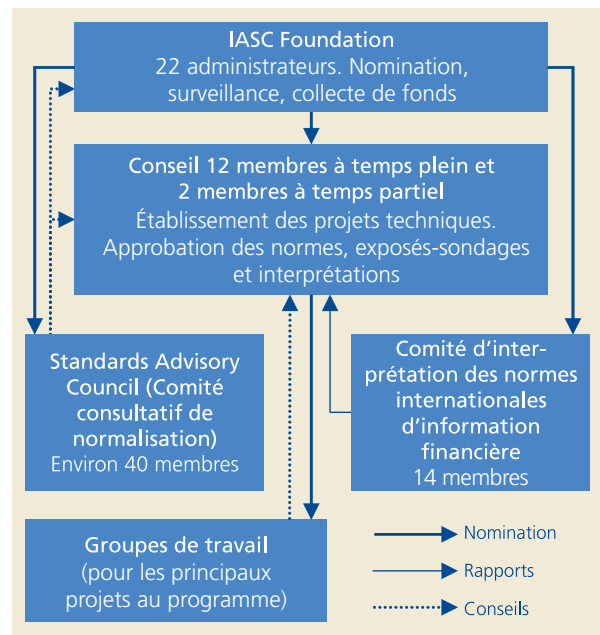 IASC Foundation
22 administrateurs. Nomination,
surveillance, collecte de fonds
Conseil 12 membres à temps plein et
2 membres à temps partiel
Établissement des projets techniques.
Approbation des normes, exposés-sondages
et interprétations
Standards Advisory
Council (Comité
consultatif de
normalisation)
Environ 40 membres
Comité d’inter-
prétation des normes
internationales
d’information
financière
14 membres
Groupes de travail
(pour les principaux
projets au programme)
Nomination
Rapports
Conseils